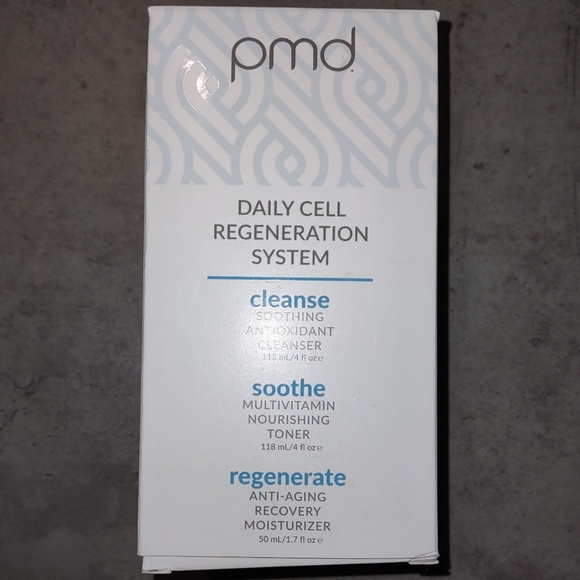 pmd
DAILY CELL
REGENERATION
SYSTEM
cleanse
SOOTHING
ANTIOXIDANT
CLEANSER
118 mL/4 fl oz e
soothe
MULTIVITAMIN
NOURISHING
TONER
118 mL/4 fl oz e
regenerate
ANTI-AGING
RECOVERY
MOISTURIZER
50 mL/1.7 fl oz e